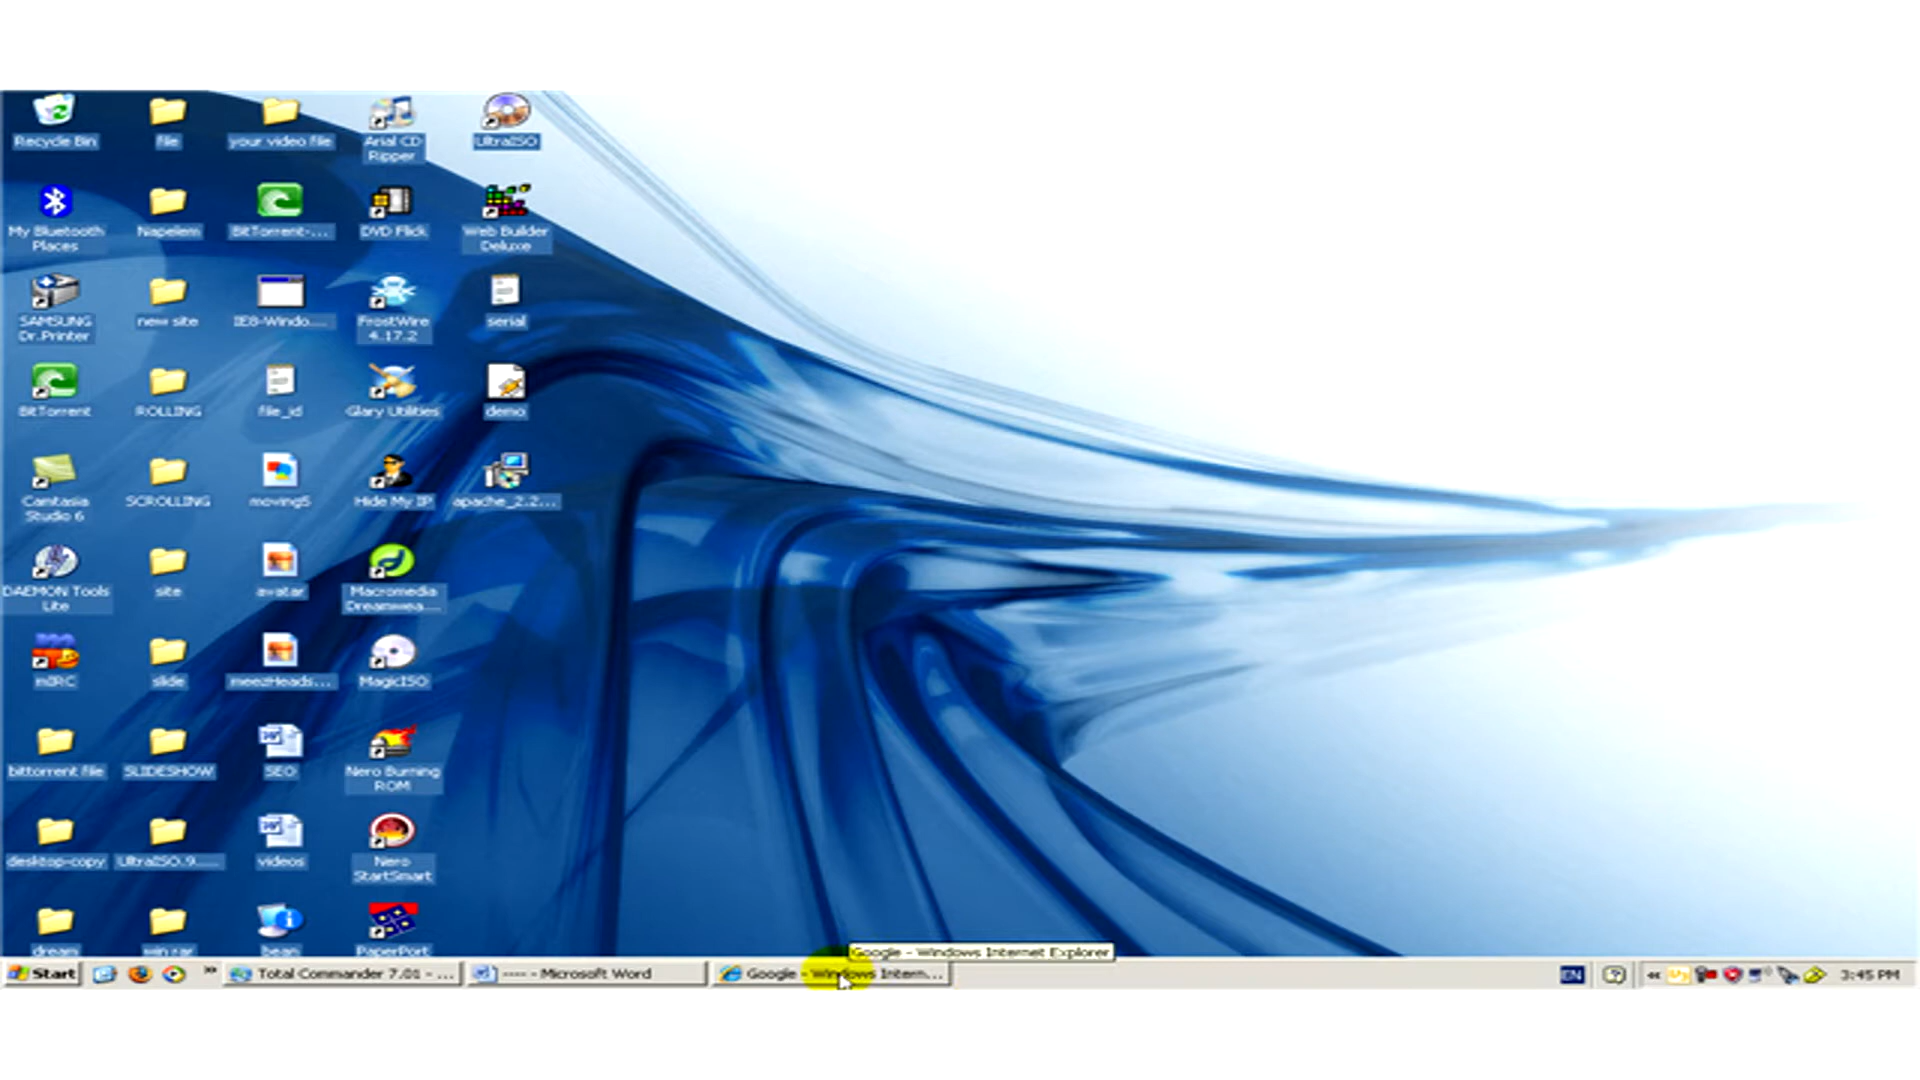 Recycle Bin
file
your video file
Arial CD
Ripper
UltraISO
My Bluetooth
Places
Napelem
BitTorrent-...
DVD Flick
Web Builder
Deluxe
SAMSUNG
Dr.Printer
new site
IE8-Windo...
FrostWire
4.17.2
serial
BitTorrent
ROLLING
file_id
Glary Utilities
demo
Camtasia
Studio 6
SCROLLING
moving5
Hide My IP
apache_2.2...
DAEMON Tools
Lite
site
avatar
Macromedia
Dreamwea...
mIRC
slide
meezHeads...
MagicISO
bittorrent file
SLIDESHOW
SEO
Nero Burning
ROM
desktop-copy
UltraISO.9....
videos
Nero
StartSmart
dream
win rar
bean
PaperPort
Google - Windows Internet Explorer
Start
Total Commander 7.01 - ...
---- - Microsoft Word
Google - Windows Intern...
EN
3:45 PM